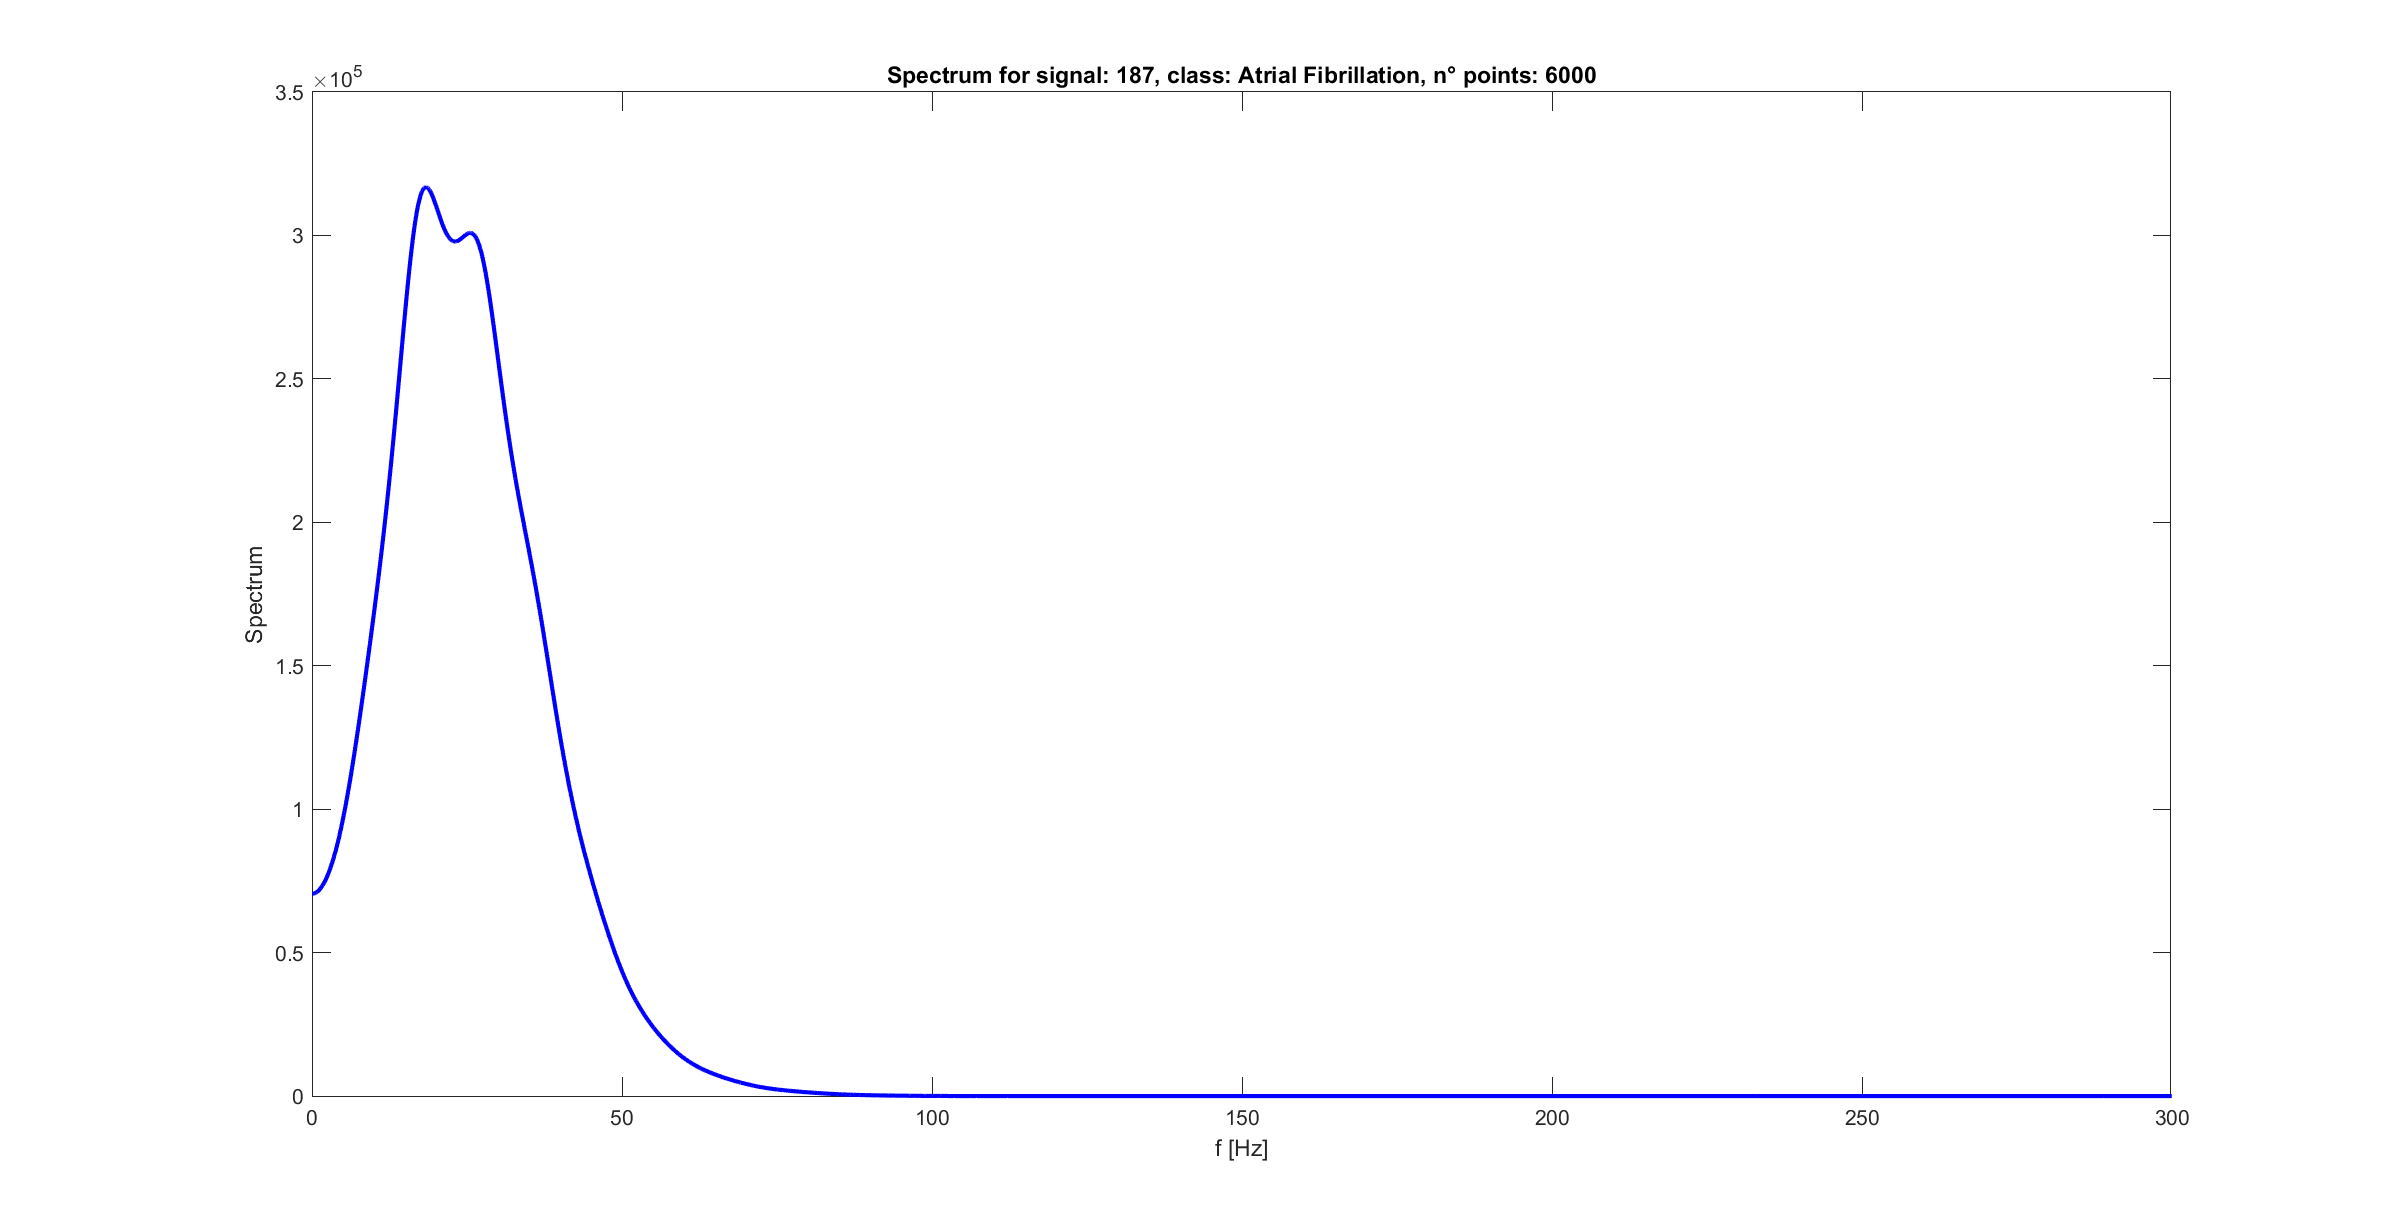 Spectrum for signal: 187, class: Atrial Fibrillation, n° points: 6000
×10^5
3.5
3
2.5
2
1.5
1
0.5
0
Spectrum
0 50 100 150 200 250 300
f [Hz]